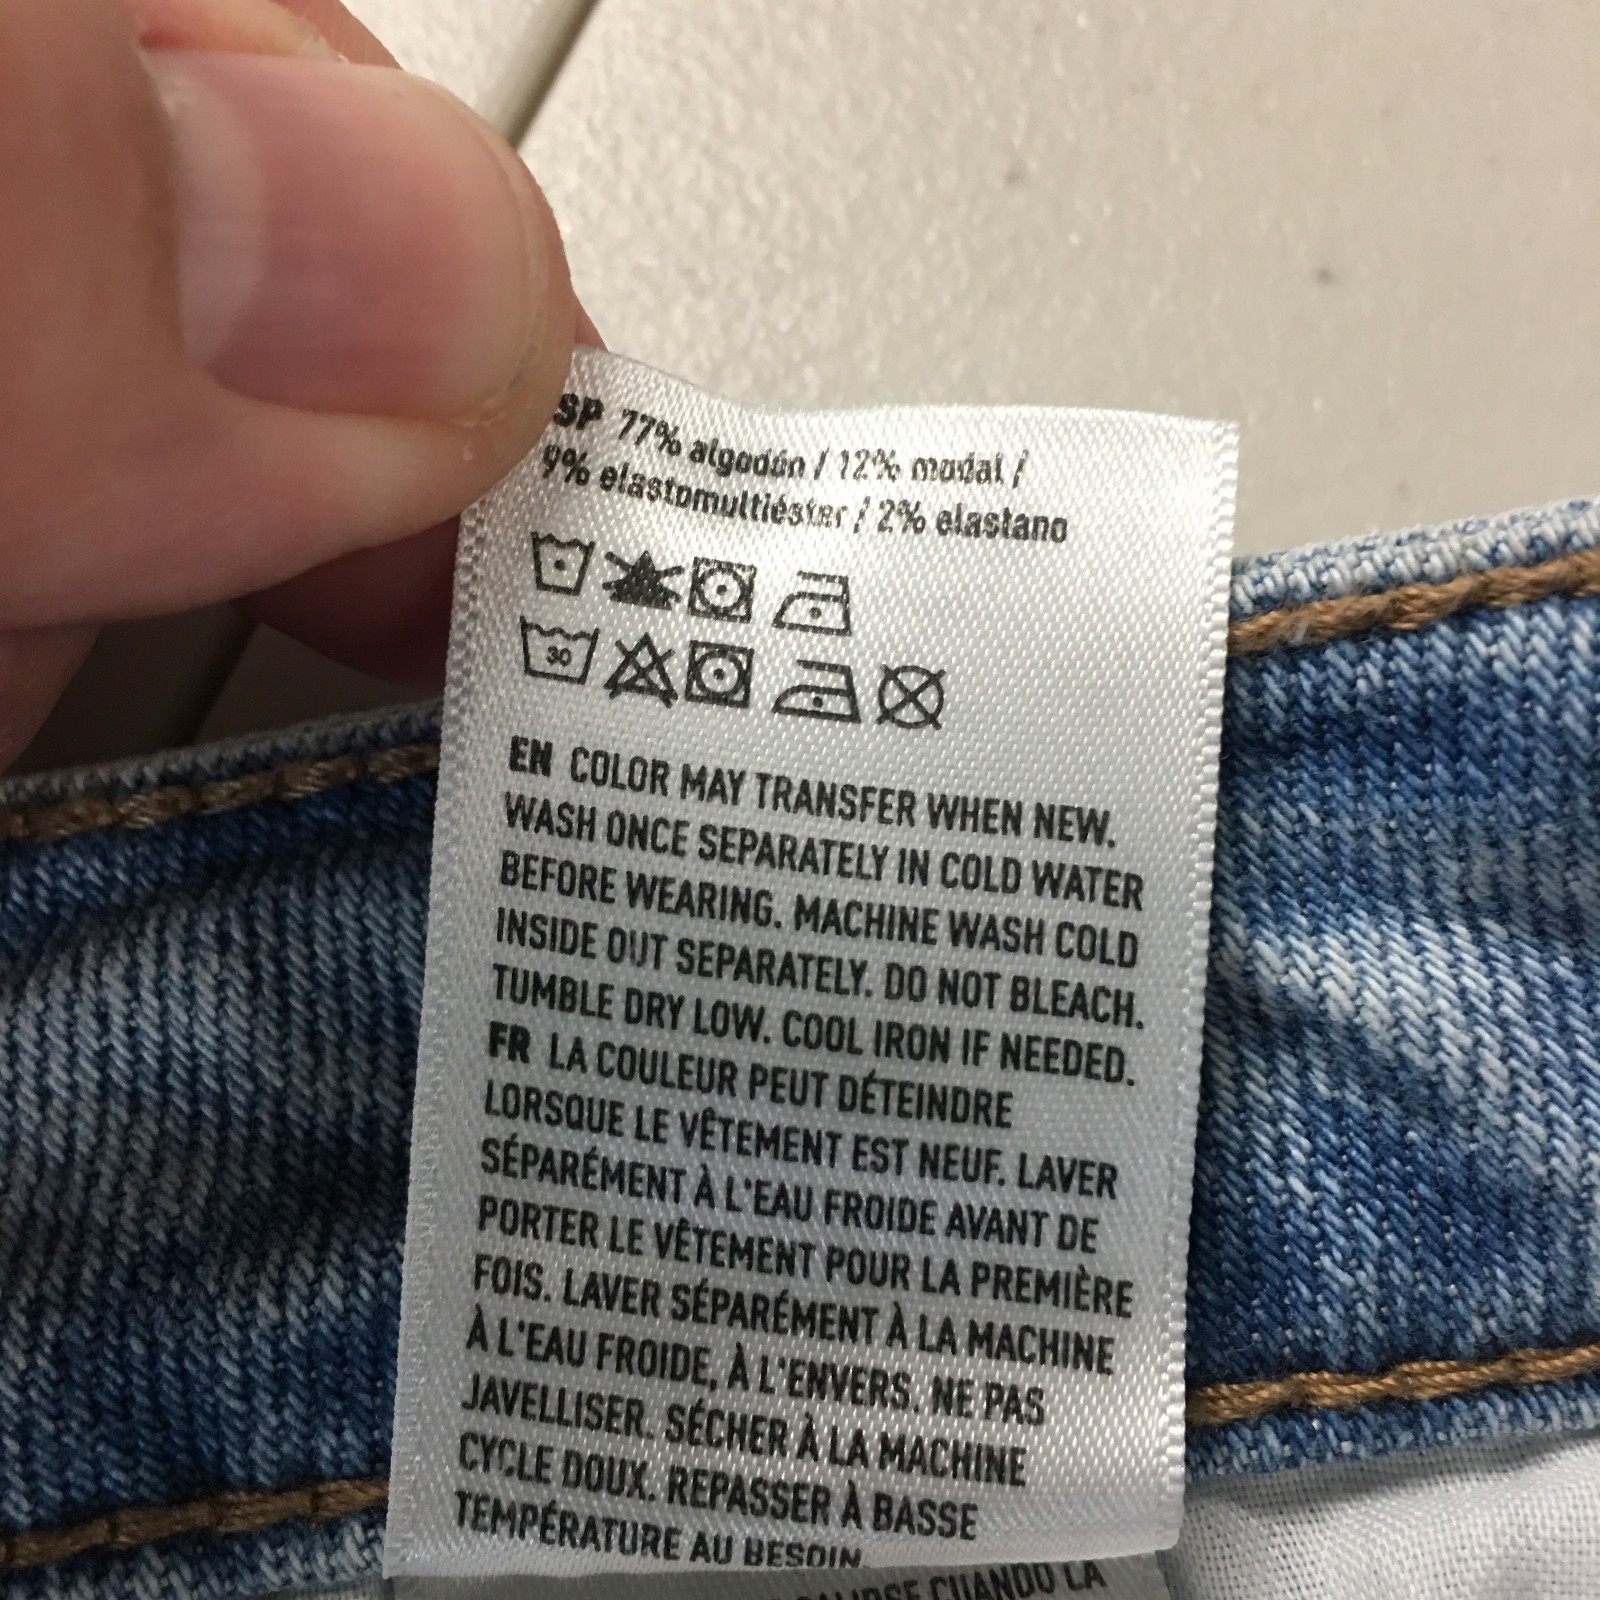 SP 77% algodón / 12% modal /
9% elastomultiéster / 2% elastano
30
EN COLOR MAY TRANSFER WHEN NEW.
WASH ONCE SEPARATELY IN COLD WATER
BEFORE WEARING. MACHINE WASH COLD
INSIDE OUT SEPARATELY. DO NOT BLEACH.
TUMBLE DRY LOW. COOL IRON IF NEEDED.
FR LA COULEUR PEUT DÉTEINDRE
LORSQUE LE VÊTEMENT EST NEUF. LAVER
SÉPARÉMENT À L'EAU FROIDE AVANT DE
PORTER LE VÊTEMENT POUR LA PREMIÈRE
FOIS. LAVER SÉPARÉMENT À LA MACHINE
À L'EAU FROIDE, À L'ENVERS. NE PAS
JAVELLISER. SÉCHER À LA MACHINE
CYCLE DOUX. REPASSER À BASSE
TEMPÉRATURE AU BESOIN.
CUANDO LA